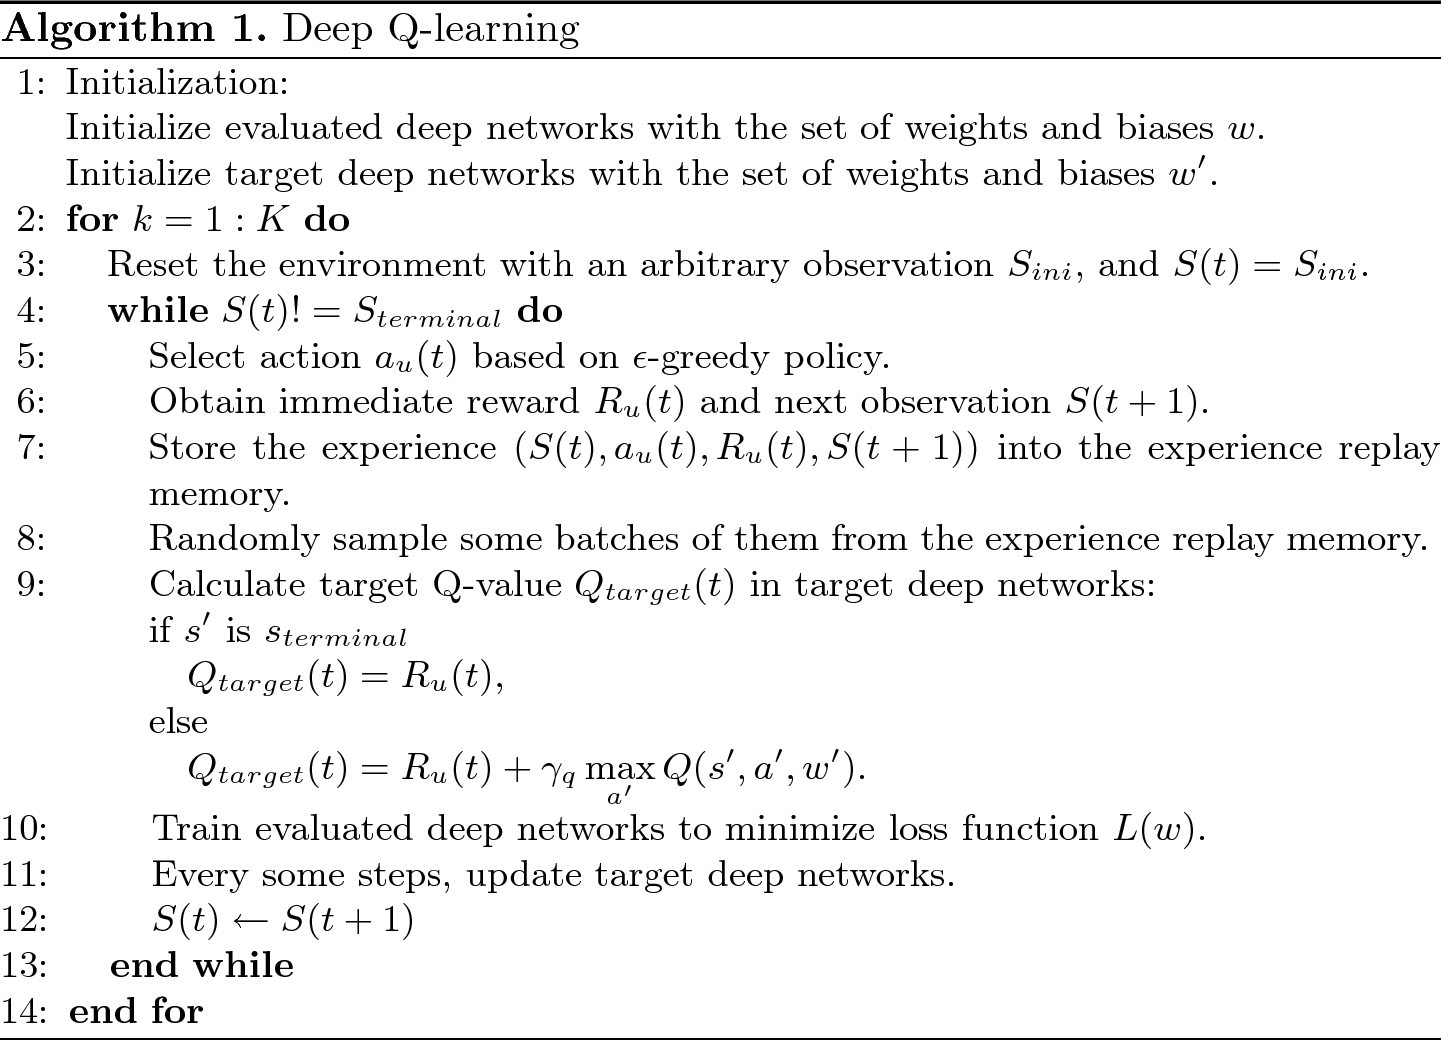 Algorithm 1. Deep Q-learning
1: Initialization:
Initialize evaluated deep networks with the set of weights and biases w.
Initialize target deep networks with the set of weights and biases w′.
2: for k = 1 : K do
3: Reset the environment with an arbitrary observation S_{ini}, and S(t) = S_{ini}.
4: while S(t)! = S_{terminal} do
5: Select action a_u(t) based on ϵ-greedy policy.
6: Obtain immediate reward R_u(t) and next observation S(t + 1).
7: Store the experience (S(t), a_u(t), R_u(t), S(t + 1)) into the experience replay
memory.
8: Randomly sample some batches of them from the experience replay memory.
9: Calculate target Q-value Q_{target}(t) in target deep networks:
if s′ is s_{terminal}
Q_{target}(t) = R_u(t),
else
Q_{target}(t) = R_u(t) + γ_q max_{a′} Q(s′, a′, w′).
10: Train evaluated deep networks to minimize loss function L(w).
11: Every some steps, update target deep networks.
12: S(t) ← S(t + 1)
13: end while
14: end for